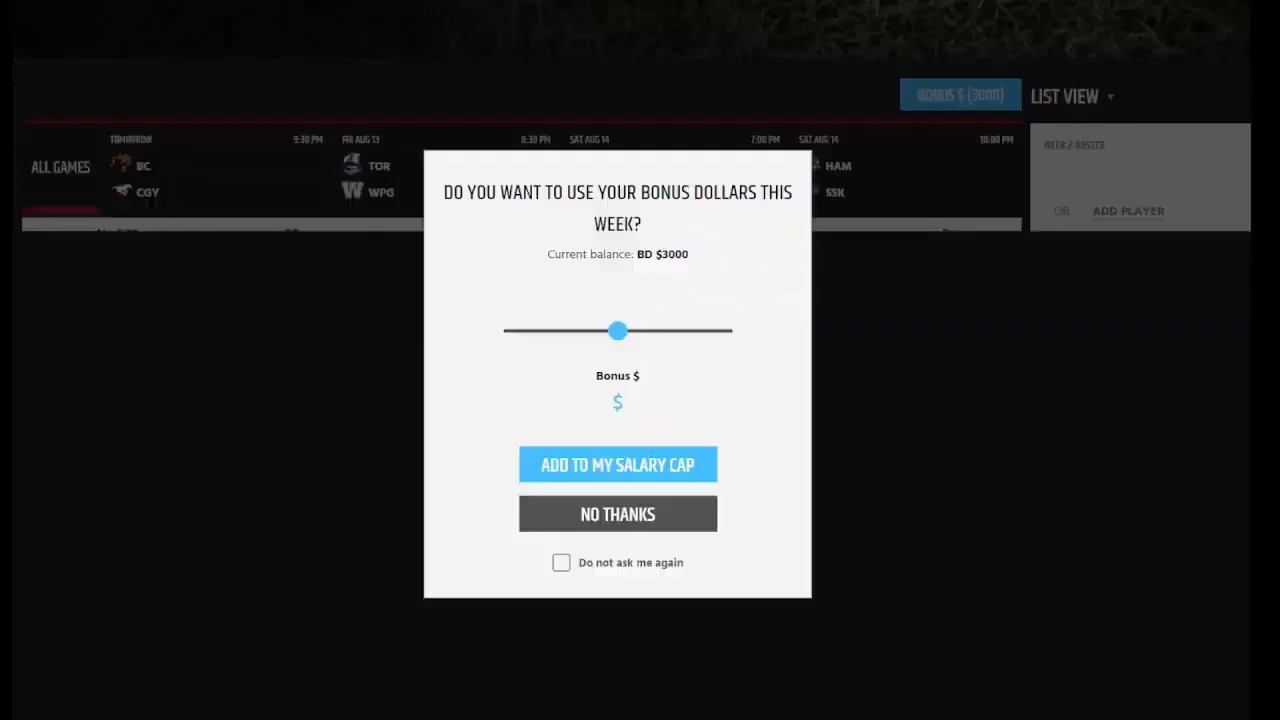 BONUS $ (3000)
LIST VIEW
TOMORROW 9:30 PM FRI AUG 13 8:30 PM SAT AUG 14 7:00 PM SAT AUG 14 10:00 PM
WEEK 2 ROSTER
ALL GAMES BC TOR HAM
CGY W WPG SSK
OR ADD PLAYER
DO YOU WANT TO USE YOUR BONUS DOLLARS THIS
WEEK?
Current balance: BD $3000
Bonus $
$
ADD TO MY SALARY CAP
NO THANKS
Do not ask me again